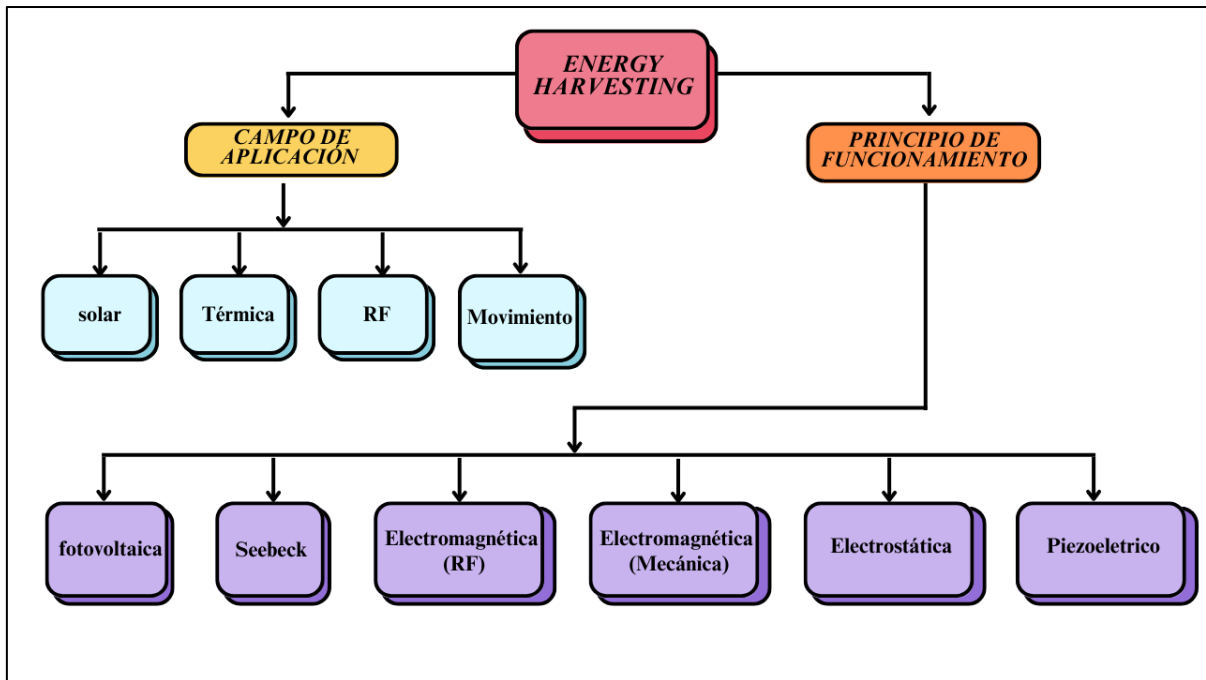 ENERGY
HARVESTING
CAMPO DE
APLICACIÓN
PRINCIPIO DE
FUNCIONAMIENTO
solar
Térmica
RF
Movimiento
fotovoltaica
Seebeck
Electromagnética
(RF)
Electromagnética
(Mecánica)
Electrostática
Piezoeletrico